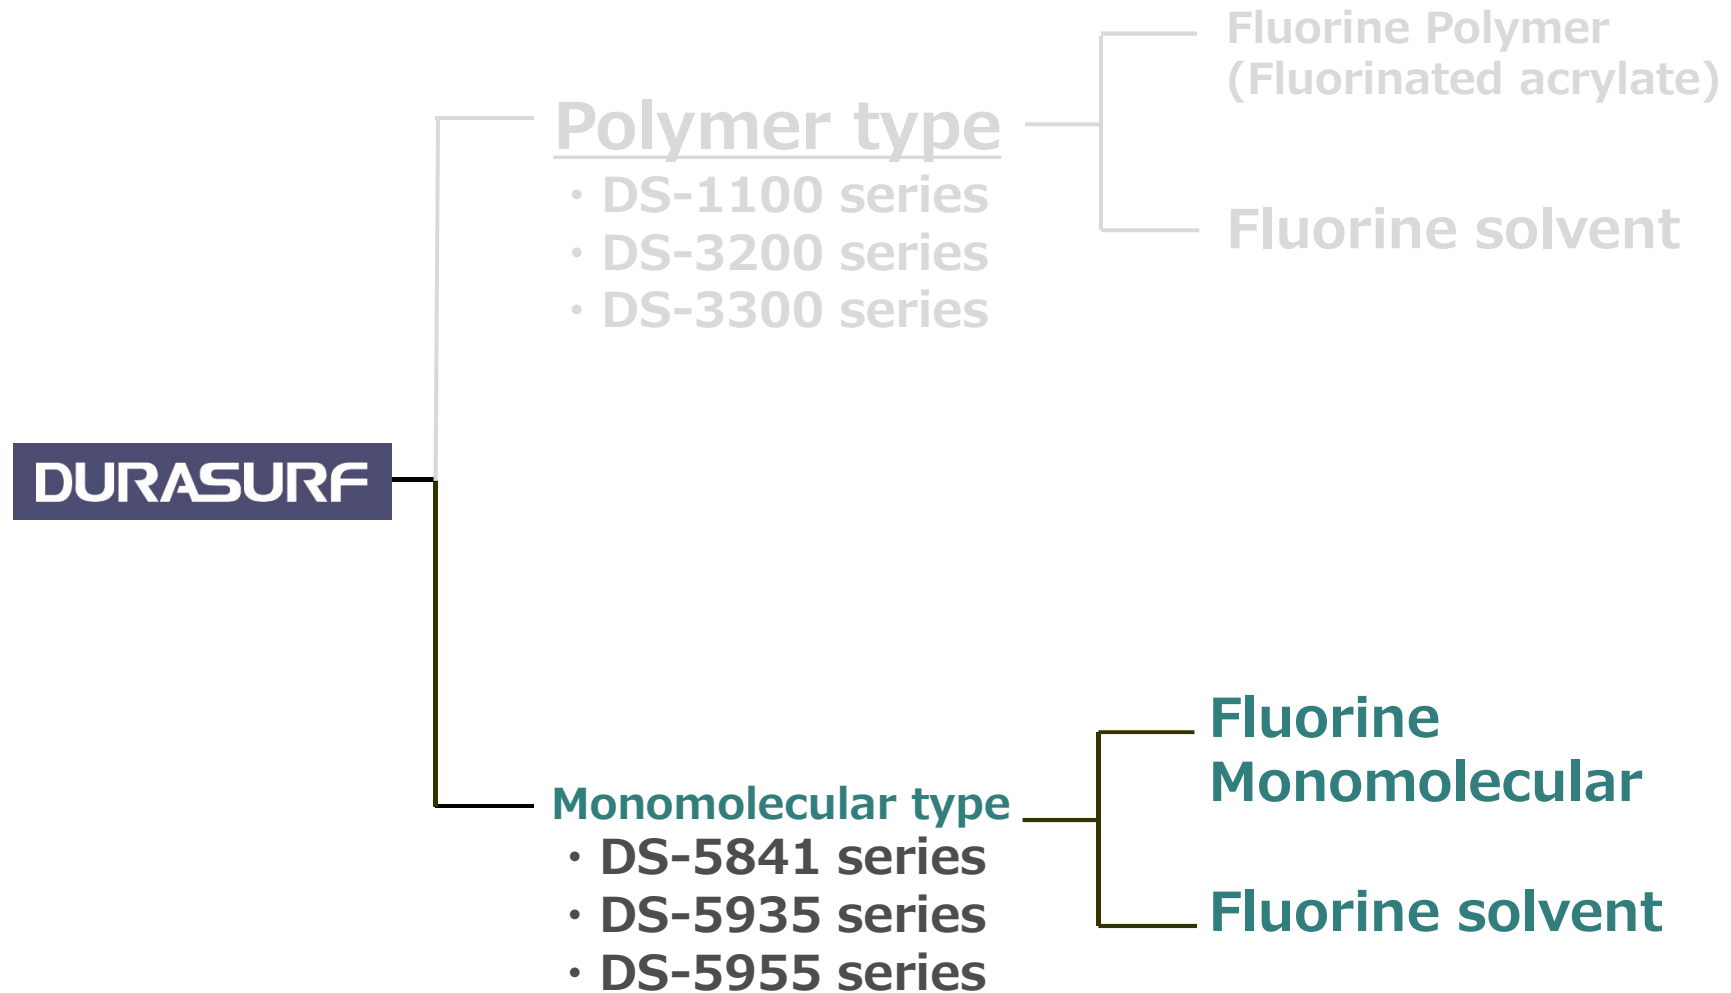 Fluorine Polymer
(Fluorinated acrylate)
Polymer type
・DS-1100 series
・DS-3200 series
・DS-3300 series
Fluorine solvent
DURASURF
Monomolecular type
・DS-5841 series
・DS-5935 series
・DS-5955 series
Fluorine
Monomolecular
Fluorine solvent